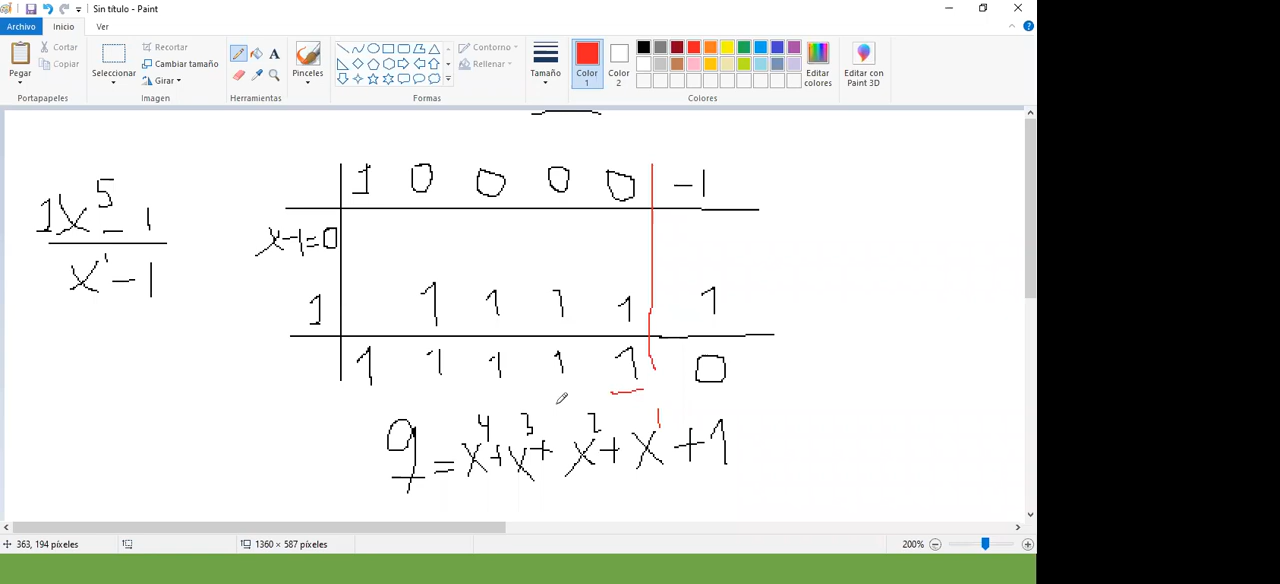 Sin título - Paint
Archivo Inicio Ver
Pegar
Cortar
Copiar
Portapapeles
Seleccionar
Recortar
Cambiar tamaño
Girar
Imagen
A
Herramientas
Pinceles
Contorno
Rellenar
Formas
Tamaño
Color 1
Color 2
Editar colores
Colores
Editar con Paint 3D
1x⁵ - 1
x¹ - 1
1 0 0 0 0 -1
x-1=0
1 1 1 1 1 1
1 1 1 1 1 0
q = x⁴ + x³ + x² + x¹ + 1
363, 194 píxeles
1360 × 587 píxeles
200%